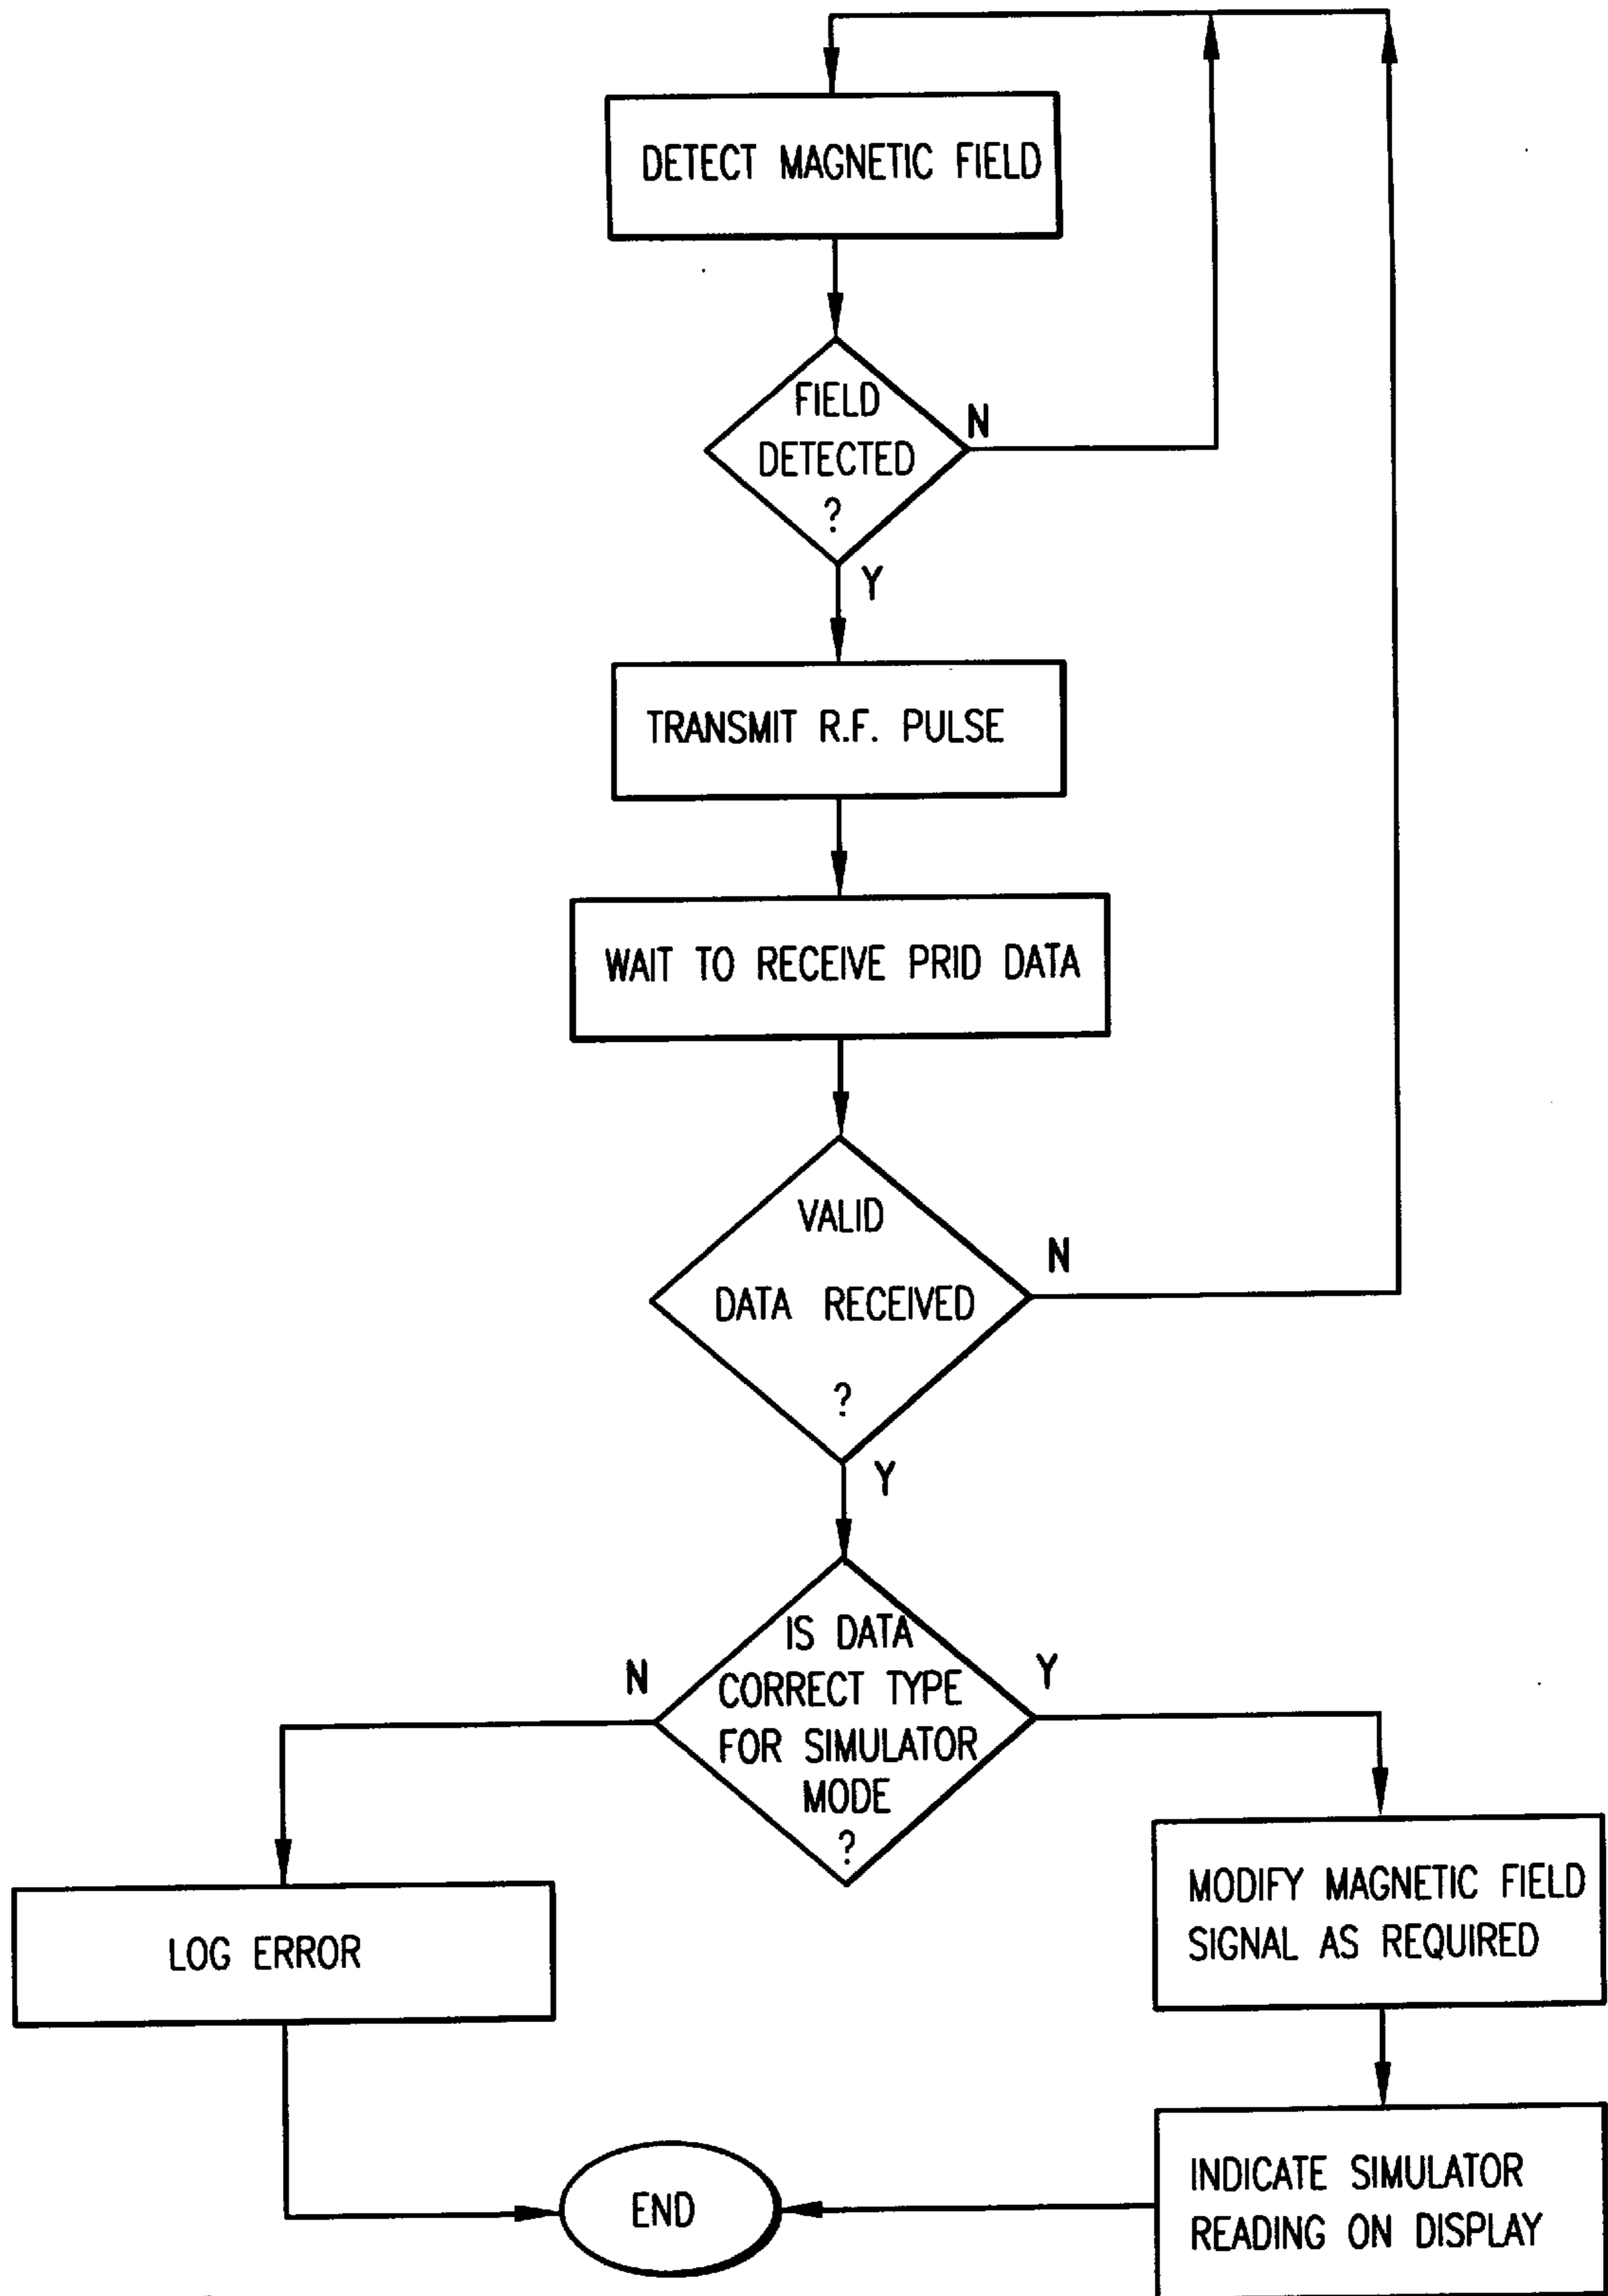 DETECT MAGNETIC FIELD
FIELD
DETECTED
?
N
Y
TRANSMIT R.F. PULSE
WAIT TO RECEIVE PRID DATA
VALID
DATA RECEIVED
?
N
Y
IS DATA
CORRECT TYPE
FOR SIMULATOR
MODE
?
N
Y
LOG ERROR
MODIFY MAGNETIC FIELD
SIGNAL AS REQUIRED
INDICATE SIMULATOR
READING ON DISPLAY
END